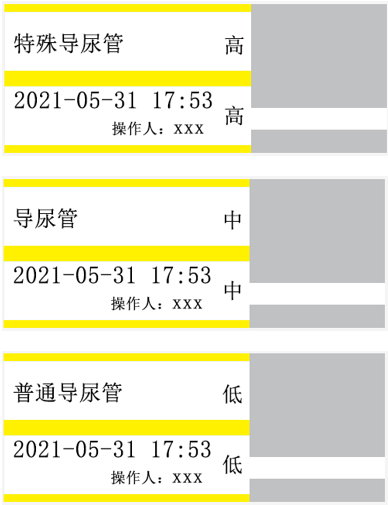 特殊导尿管 高
2021-05-31 17:53 高
操作人：xxx
导尿管 中
2021-05-31 17:53 中
操作人：xxx
普通导尿管 低
2021-05-31 17:53 低
操作人：xxx